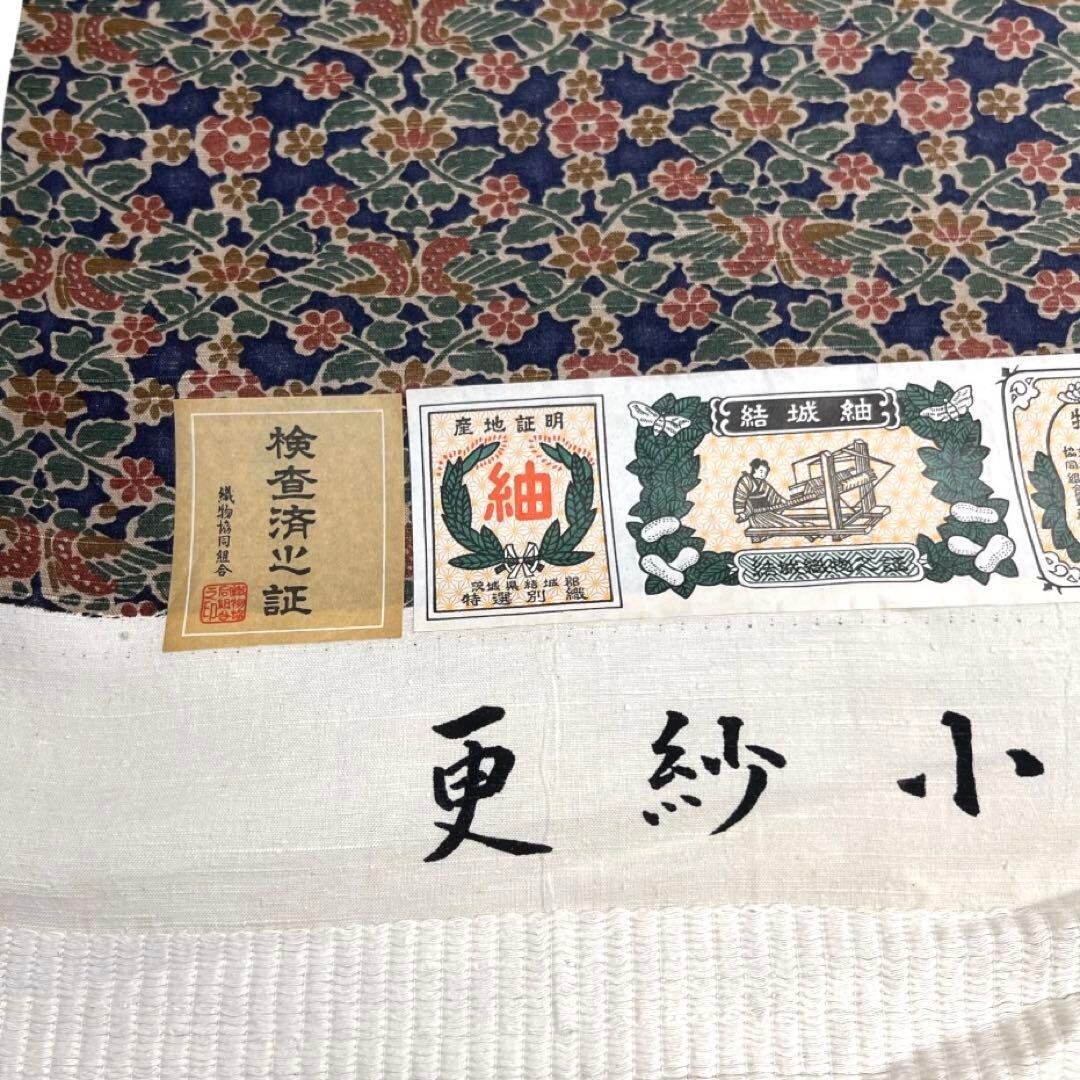 検査済之証
織物協同組合
産地証明
紬
茨城県結城郡
特選別織
結城紬
更紗小